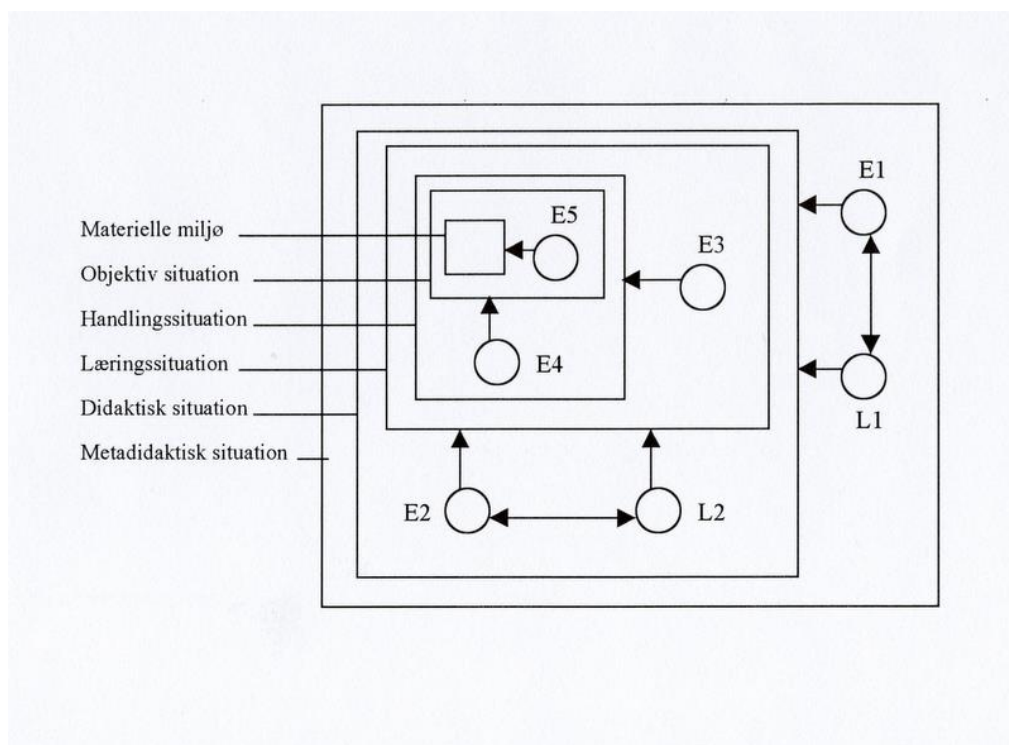 E1
E5
Materielle miljø
E3
Objektiv situation
Handlingssituation
Læringssituation
E4
Didaktisk situation
L1
Metadidaktisk situation
E2
L2